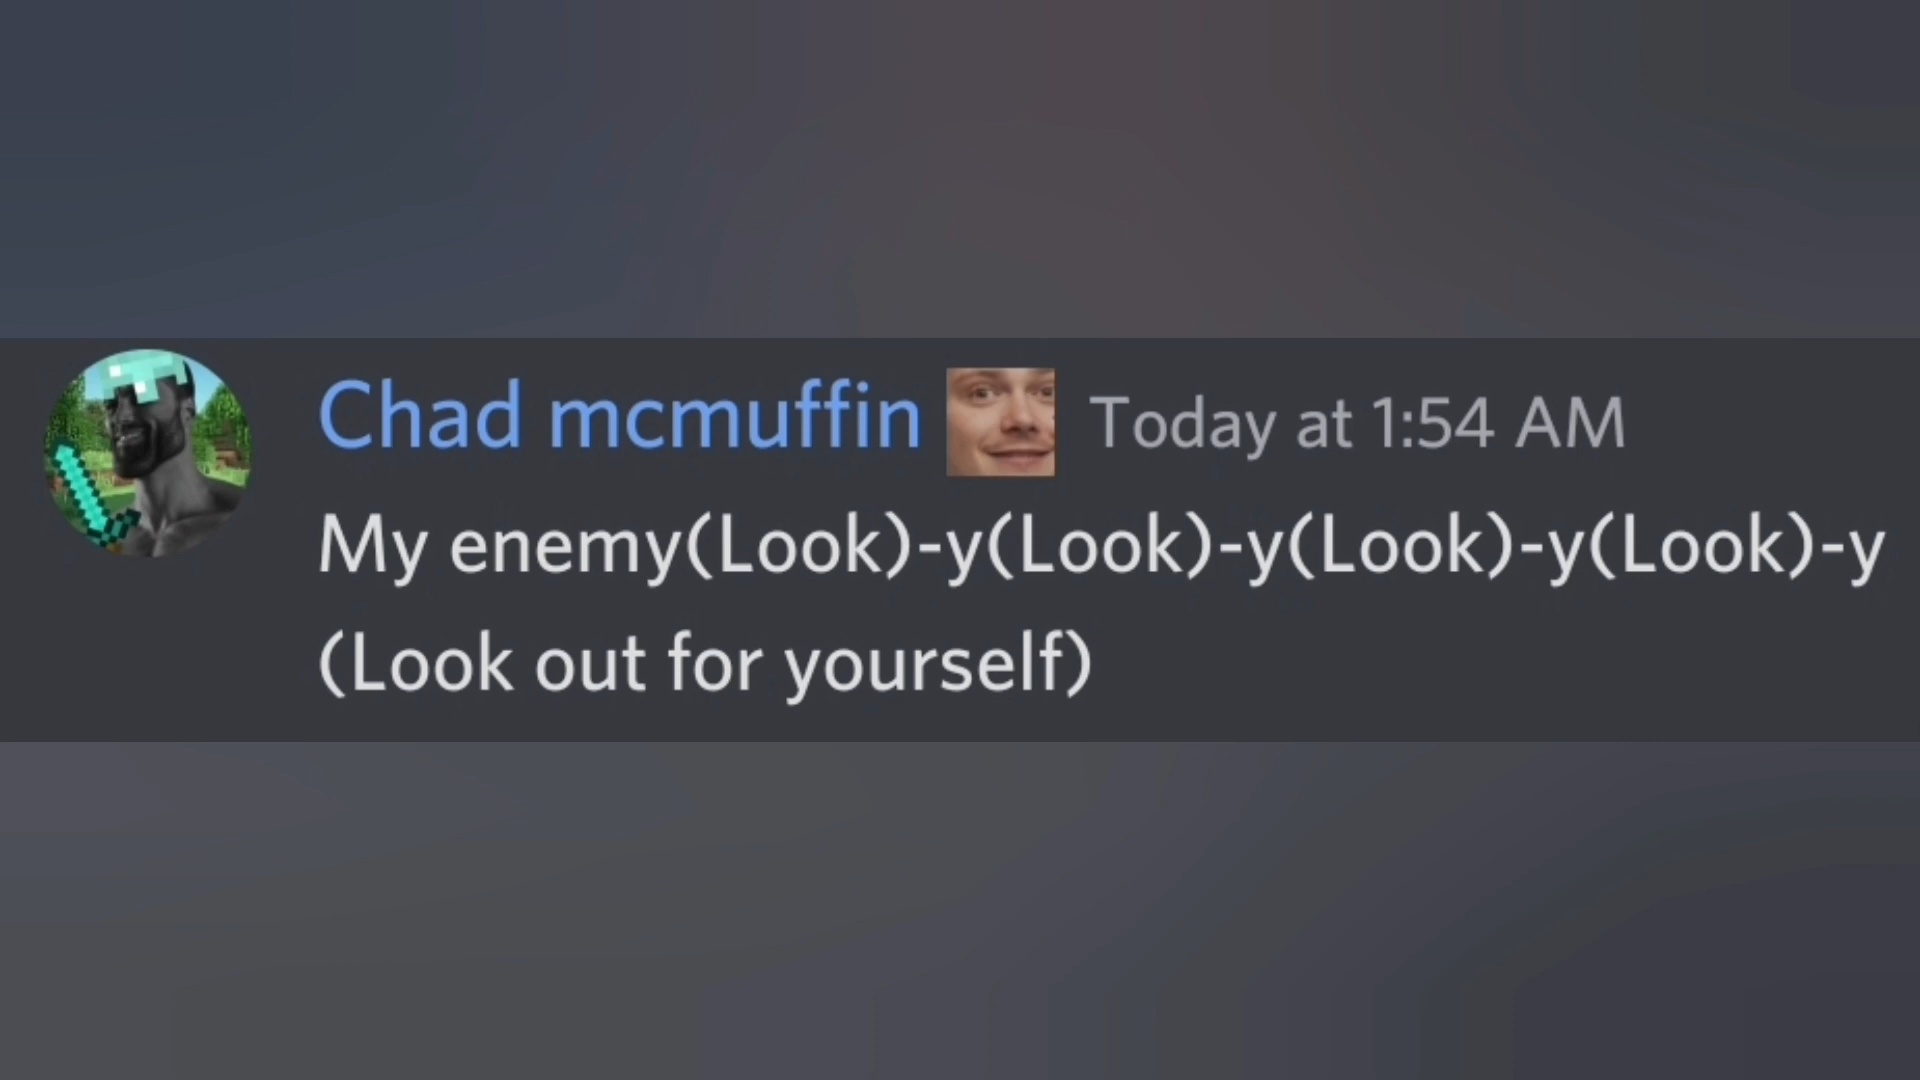 Chad mcmuffin Today at 1:54 AM
My enemy(Look)-y(Look)-y(Look)-y(Look)-y
(Look out for yourself)